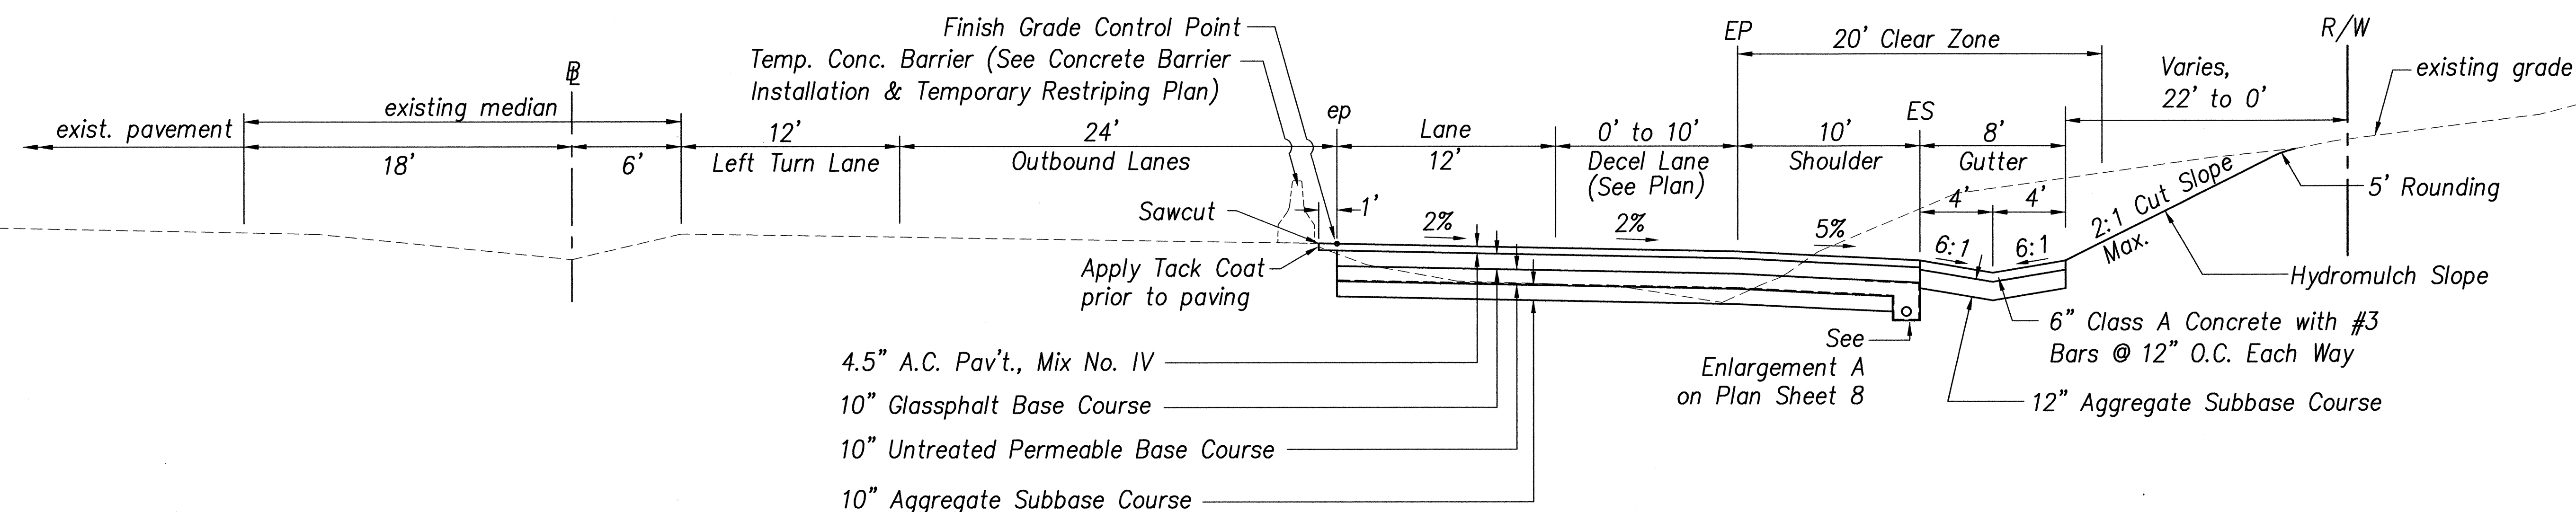 Finish Grade Control Point
Temp. Conc. Barrier (See Concrete Barrier
Installation & Temporary Restriping Plan)
EP
20' Clear Zone
R/W
existing grade
Varies,
22' to 0'
existing median
exist. pavement
18'
6'
12'
Left Turn Lane
24'
Outbound Lanes
ep
Lane
12'
0' to 10'
Decel Lane
(See Plan)
10'
Shoulder
ES
8'
Gutter
4'
4'
5' Rounding
Sawcut
1'
2%
2%
5%
6:1
6:1
2:1 Cut Slope
Max.
Hydromulch Slope
Apply Tack Coat
prior to paving
6" Class A Concrete with #3
Bars @ 12" O.C. Each Way
See
Enlargement A
on Plan Sheet 8
12" Aggregate Subbase Course
4.5" A.C. Pav't., Mix No. IV
10" Glassphalt Base Course
10" Untreated Permeable Base Course
10" Aggregate Subbase Course